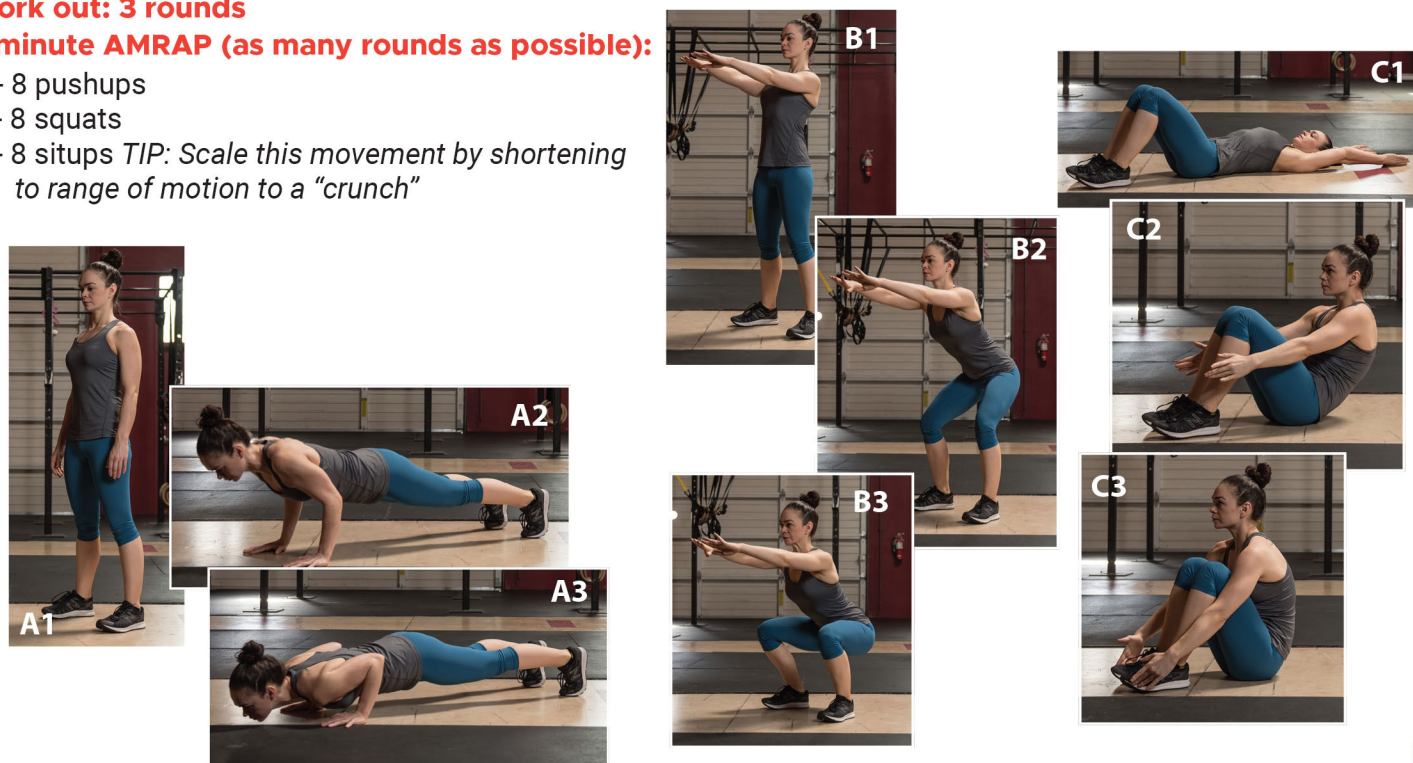 ork out: 3 rounds
minute AMRAP (as many rounds as possible):
- 8 pushups
- 8 squats
- 8 situps TIP: Scale this movement by shortening
to range of motion to a “crunch”
A1
A2
A3
B1
B2
B3
C1
C2
C3